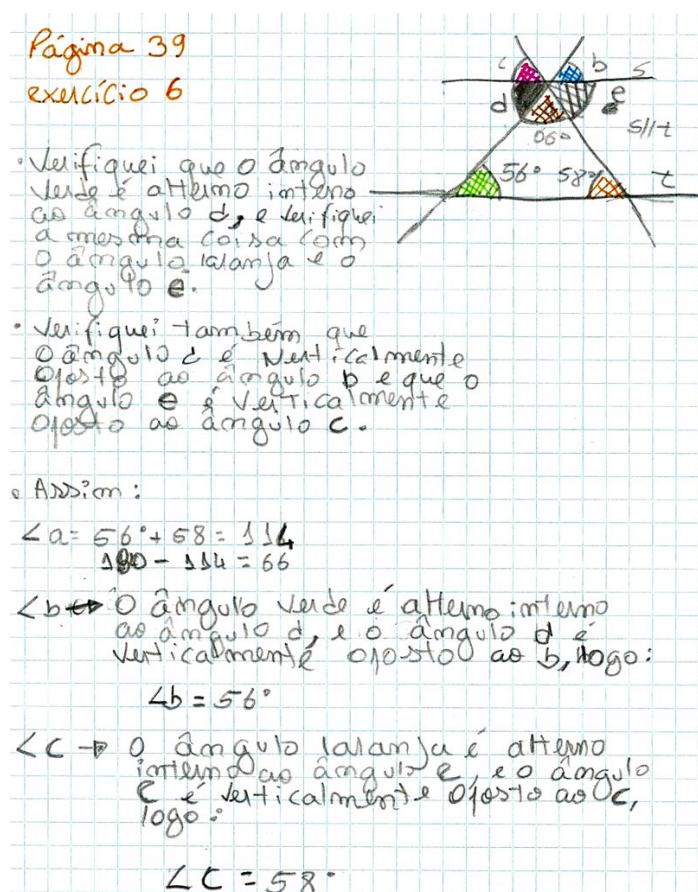 Página 39
exercício 6
c b s
d e
66° s//t
56° 58° t
• Verifiquei que o ângulo
verde é alterno interno
ao ângulo d, e verifiquei
a mesma coisa com
o ângulo laranja e o
ângulo e.
• Verifiquei também que
o ângulo d é verticalmente
oposto ao ângulo b e que o
ângulo e é verticalmente
oposto ao ângulo c.
• Assim:
∠a= 56°+58= 114
180-114=66
∠b→ O ângulo verde é alterno interno
ao ângulo d, e o ângulo d é
verticalmente oposto ao b, logo:
∠b=56°
∠c→ O ângulo laranja é alterno
interno ao ângulo e, e o ângulo
e é verticalmente oposto ao c,
logo:
∠c=58°